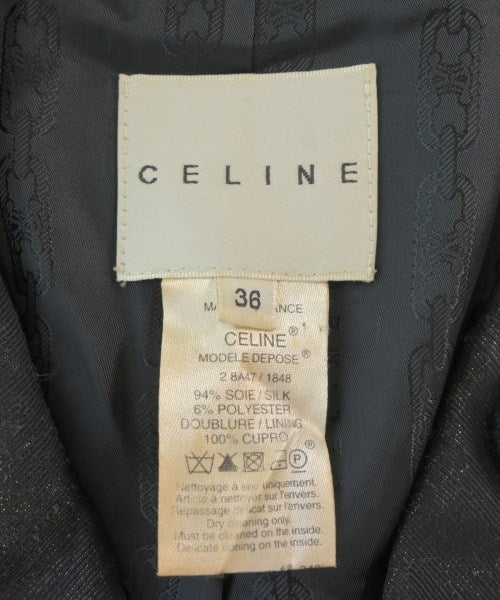 CELINE
36
MA ANCE
CELINE®
MODELE DEPOSE®
2 8A47 / 1848
94% SOIE / SILK
6% POLYESTER
DOUBLURE / LINING
100% CUPRO
P
Nettoyage a sec uniquement.
Article à nettoyer sur l'envers.
Repassage delicat sur l'envers.
Dry cleaning only.
Must be cleaned on the inside.
Delicate ironing on the inside.